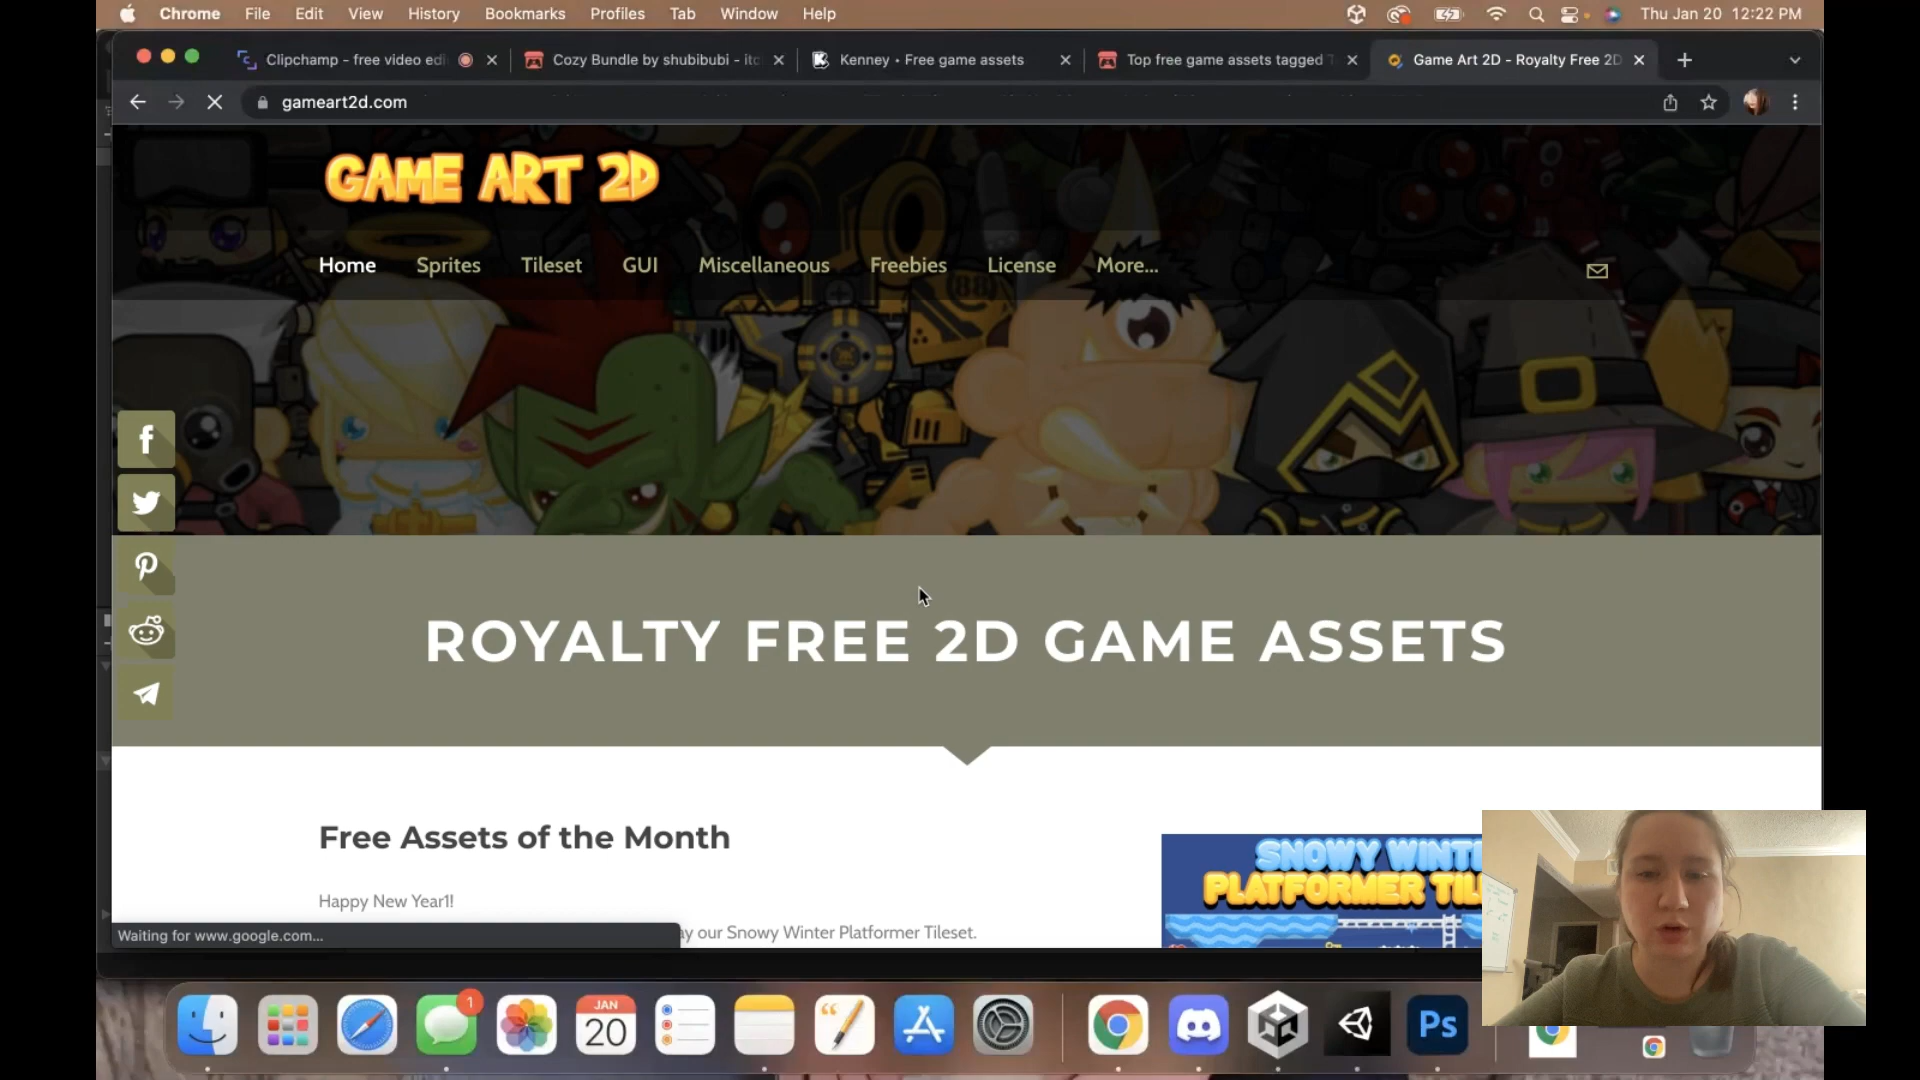 Chrome File Edit View History Bookmarks Profiles Tab Window Help Thu Jan 20 12:22 PM
Clipchamp - free video edi Cozy Bundle by shubibubi - itc Kenney • Free game assets Top free game assets tagged Game Art 2D - Royalty Free 2D
gameart2d.com
GAME ART 2D
Home Sprites Tileset GUI Miscellaneous Freebies License More...
ROYALTY FREE 2D GAME ASSETS
Free Assets of the Month
SNOWY
PLATFORMER
Happy New Year1!
our Snowy Winter Platformer Tileset.
Waiting for www.google.com...
1
JAN
20
Ps